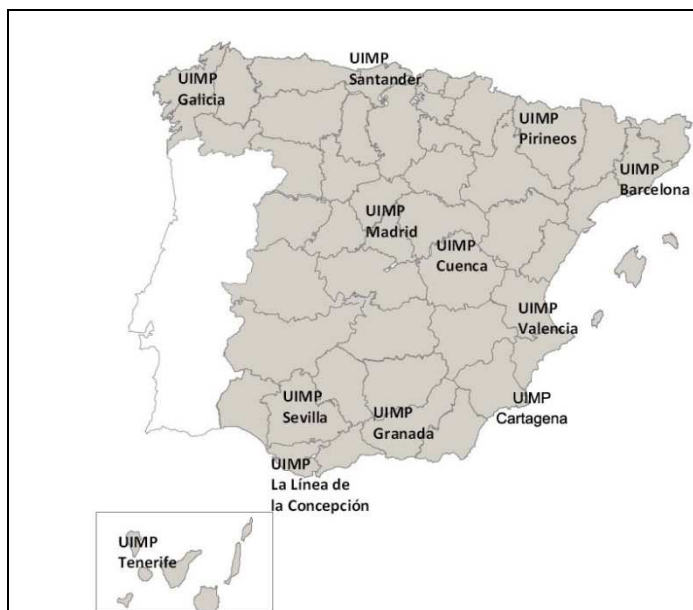 UIMP
Santander
UIMP
Galicia
UIMP
Pirineos
UIMP
Barcelona
UIMP
Madrid
UIMP
Cuenca
UIMP
Valencia
UIMP
Sevilla
UIMP
Granada
UIMP
Cartagena
UIMP
La Línea de
la Concepción
UIMP
Tenerife